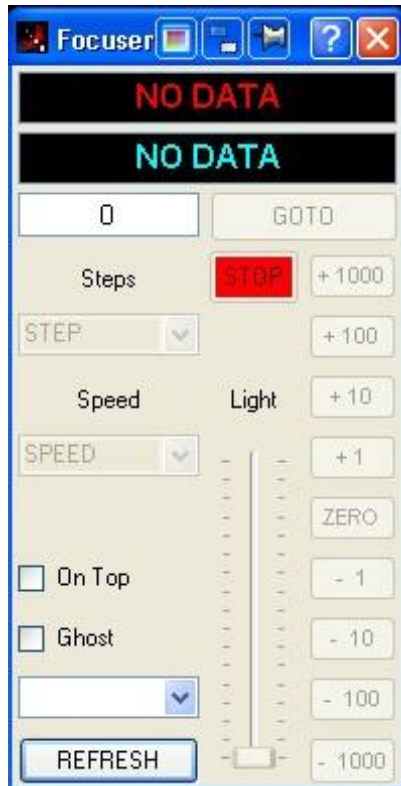 Focuser
NO DATA
NO DATA
0 GOTO
Steps STOP + 1000
STEP + 100
Speed Light + 10
SPEED + 1
ZERO
On Top - 1
Ghost - 10
- 100
REFRESH - 1000